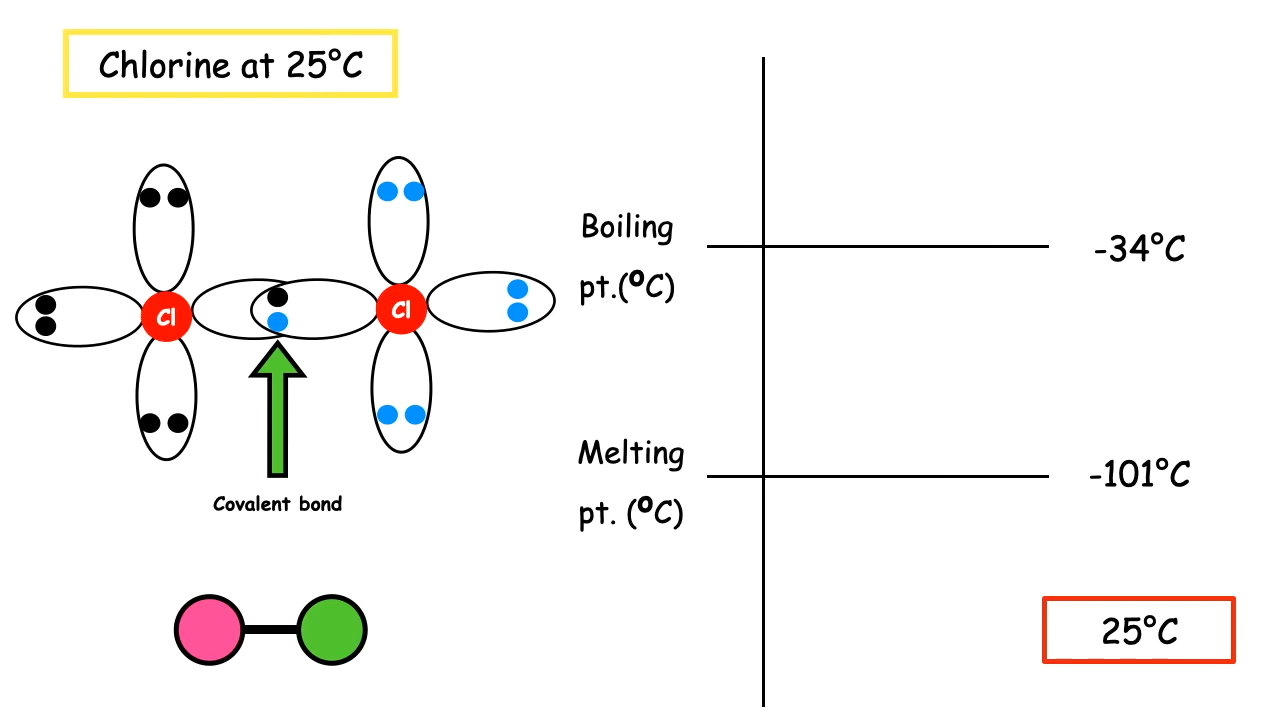 Chlorine at 25°C
Cl
Cl
Covalent bond
Boiling
pt.(°C)
-34°C
Melting
pt. (°C)
-101°C
25°C